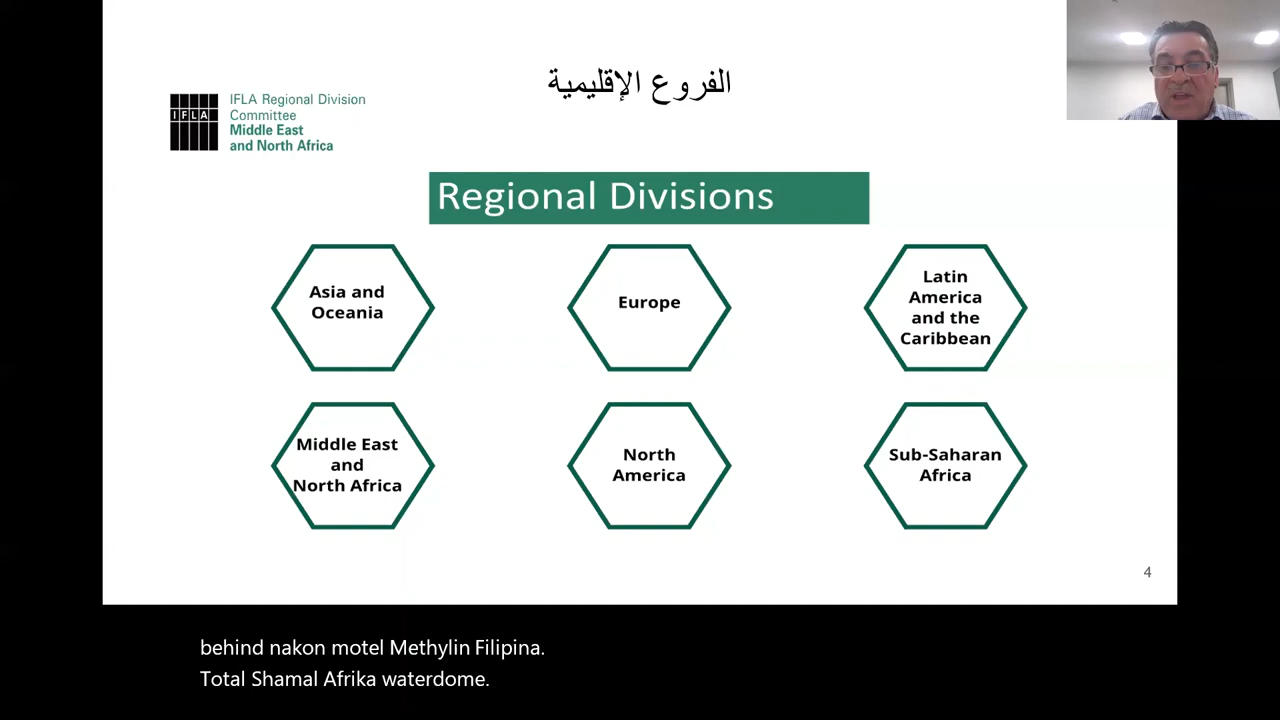 الفروع الإقليمية
IFLA
IFLA Regional Division
Committee
Middle East
and North Africa
Regional Divisions
Asia and
Oceania
Europe
Latin
America
and the
Caribbean
Middle East
and
North Africa
North
America
Sub-Saharan
Africa
4
behind nakon motel Methylin Filipina.
Total Shamal Afrika waterdome.